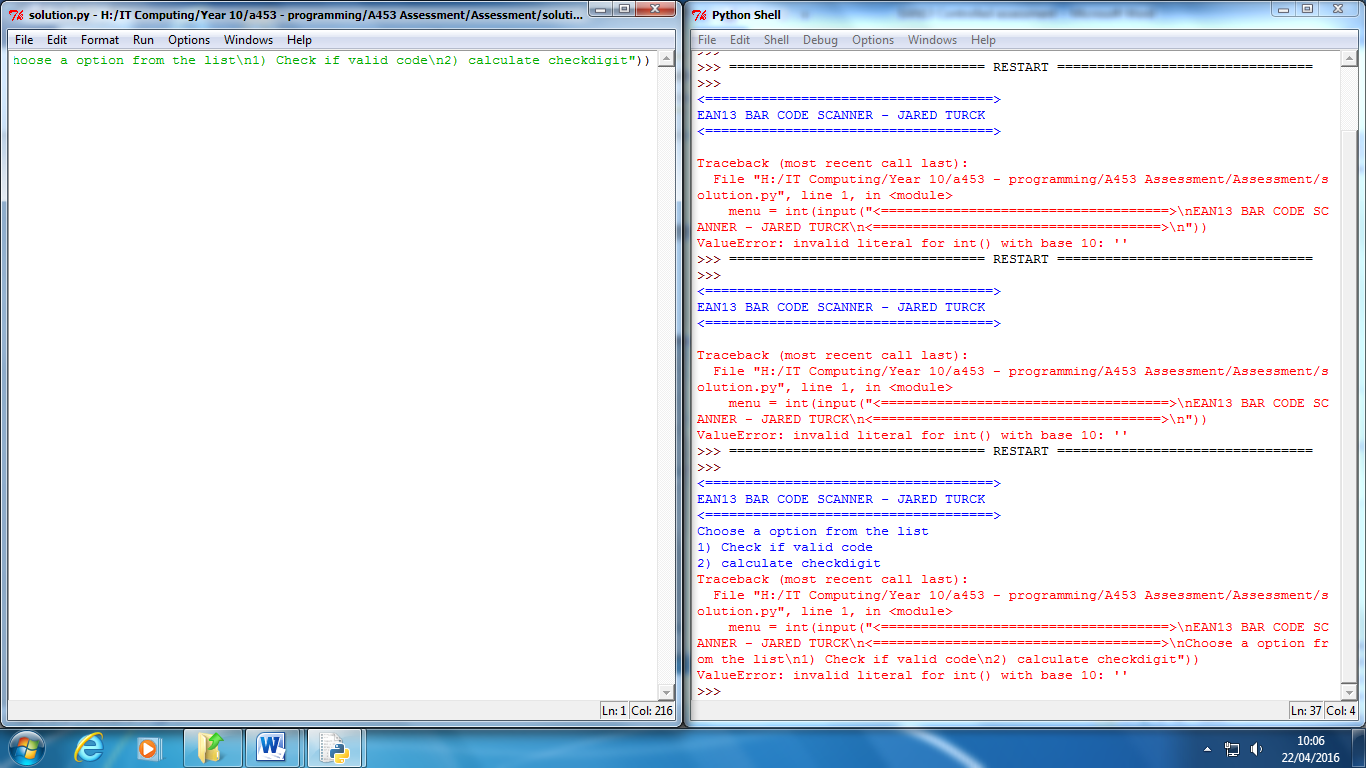 solution.py - H:/IT Computing/Year 10/a453 - programming/A453 Assessment/Assessment/soluti...
File Edit Format Run Options Windows Help
hoose a option from the list\n1) Check if valid code\n2) calculate checkdigit"))
Ln: 1 Col: 216
Python Shell
File Edit Shell Debug Options Windows Help
>>>
>>> ================================ RESTART ================================
>>>
<====================================>
EAN13 BAR CODE SCANNER - JARED TURCK
<====================================>
Traceback (most recent call last):
File "H:/IT Computing/Year 10/a453 - programming/A453 Assessment/Assessment/s
olution.py", line 1, in <module>
menu = int(input("<====================================>\nEAN13 BAR CODE SC
ANNER - JARED TURCK\n<====================================>\n"))
ValueError: invalid literal for int() with base 10: ''
>>> ================================ RESTART ================================
>>>
<====================================>
EAN13 BAR CODE SCANNER - JARED TURCK
<====================================>
Traceback (most recent call last):
File "H:/IT Computing/Year 10/a453 - programming/A453 Assessment/Assessment/s
olution.py", line 1, in <module>
menu = int(input("<====================================>\nEAN13 BAR CODE SC
ANNER - JARED TURCK\n<====================================>\n"))
ValueError: invalid literal for int() with base 10: ''
>>> ================================ RESTART ================================
>>>
<====================================>
EAN13 BAR CODE SCANNER - JARED TURCK
<====================================>
Choose a option from the list
1) Check if valid code
2) calculate checkdigit
Traceback (most recent call last):
File "H:/IT Computing/Year 10/a453 - programming/A453 Assessment/Assessment/s
olution.py", line 1, in <module>
menu = int(input("<====================================>\nEAN13 BAR CODE SC
ANNER - JARED TURCK\n<====================================>\nChoose a option fr
om the list\n1) Check if valid code\n2) calculate checkdigit"))
ValueError: invalid literal for int() with base 10: ''
>>>
Ln: 37 Col: 4
10:06
22/04/2016